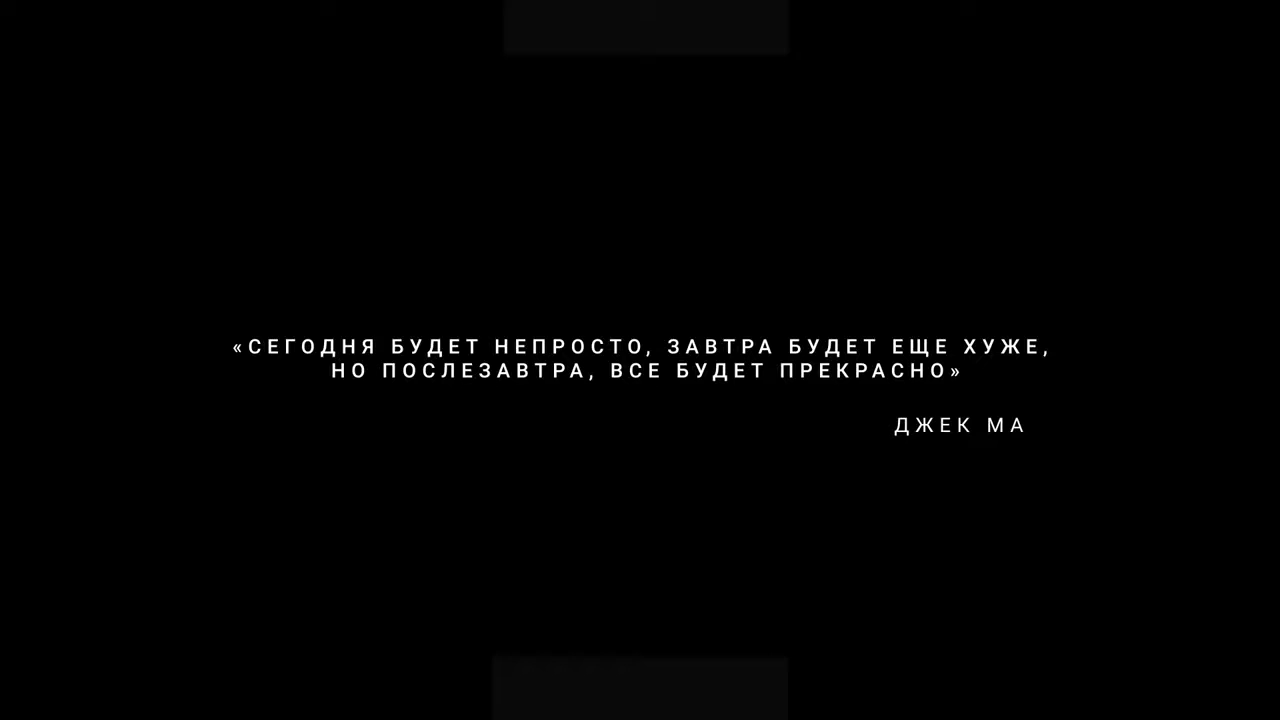 «СЕГОДНЯ БУДЕТ НЕПРОСТО, ЗАВТРА БУДЕТ ЕЩЕ ХУЖЕ,
НО ПОСЛЕЗАВТРА, ВСЕ БУДЕТ ПРЕКРАСНО»
ДЖЕК МА